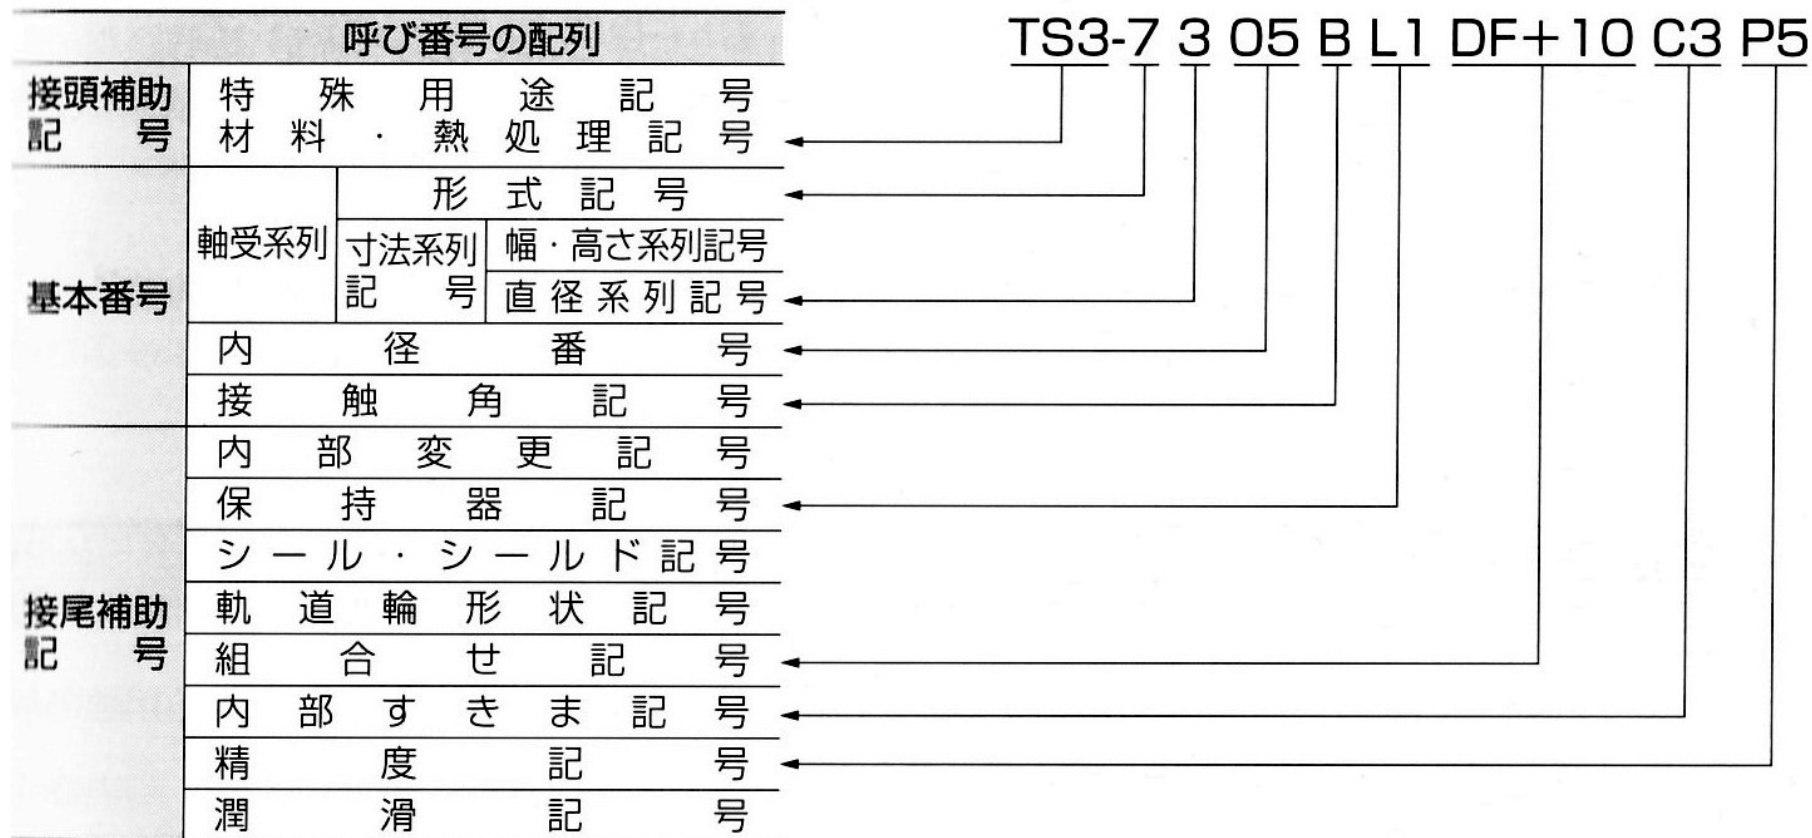 呼び番号の配列
TS3-7 3 05 B L1 DF+10 C3 P5
接頭補助
記号
特殊用途記号
材料・熱処理記号
基本番号
軸受系列
形式記号
寸法系列
記号
幅・高さ系列記号
直径系列記号
内径番号
接触角記号
接尾補助
記号
内部変更記号
保持器記号
シール・シールド記号
軌道輪形状記号
組合せ記号
内部すきま記号
精度記号
潤滑記号